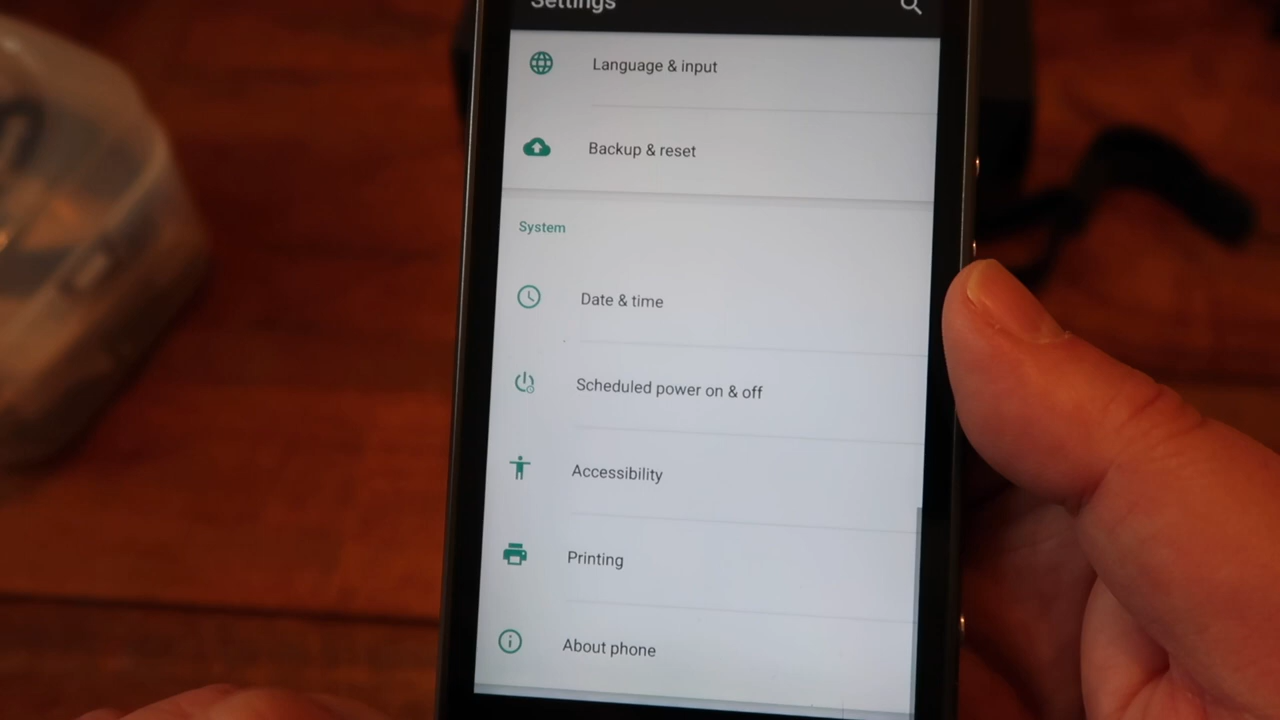 Settings
Language & input
Backup & reset
System
Date & time
Scheduled power on & off
Accessibility
Printing
About phone